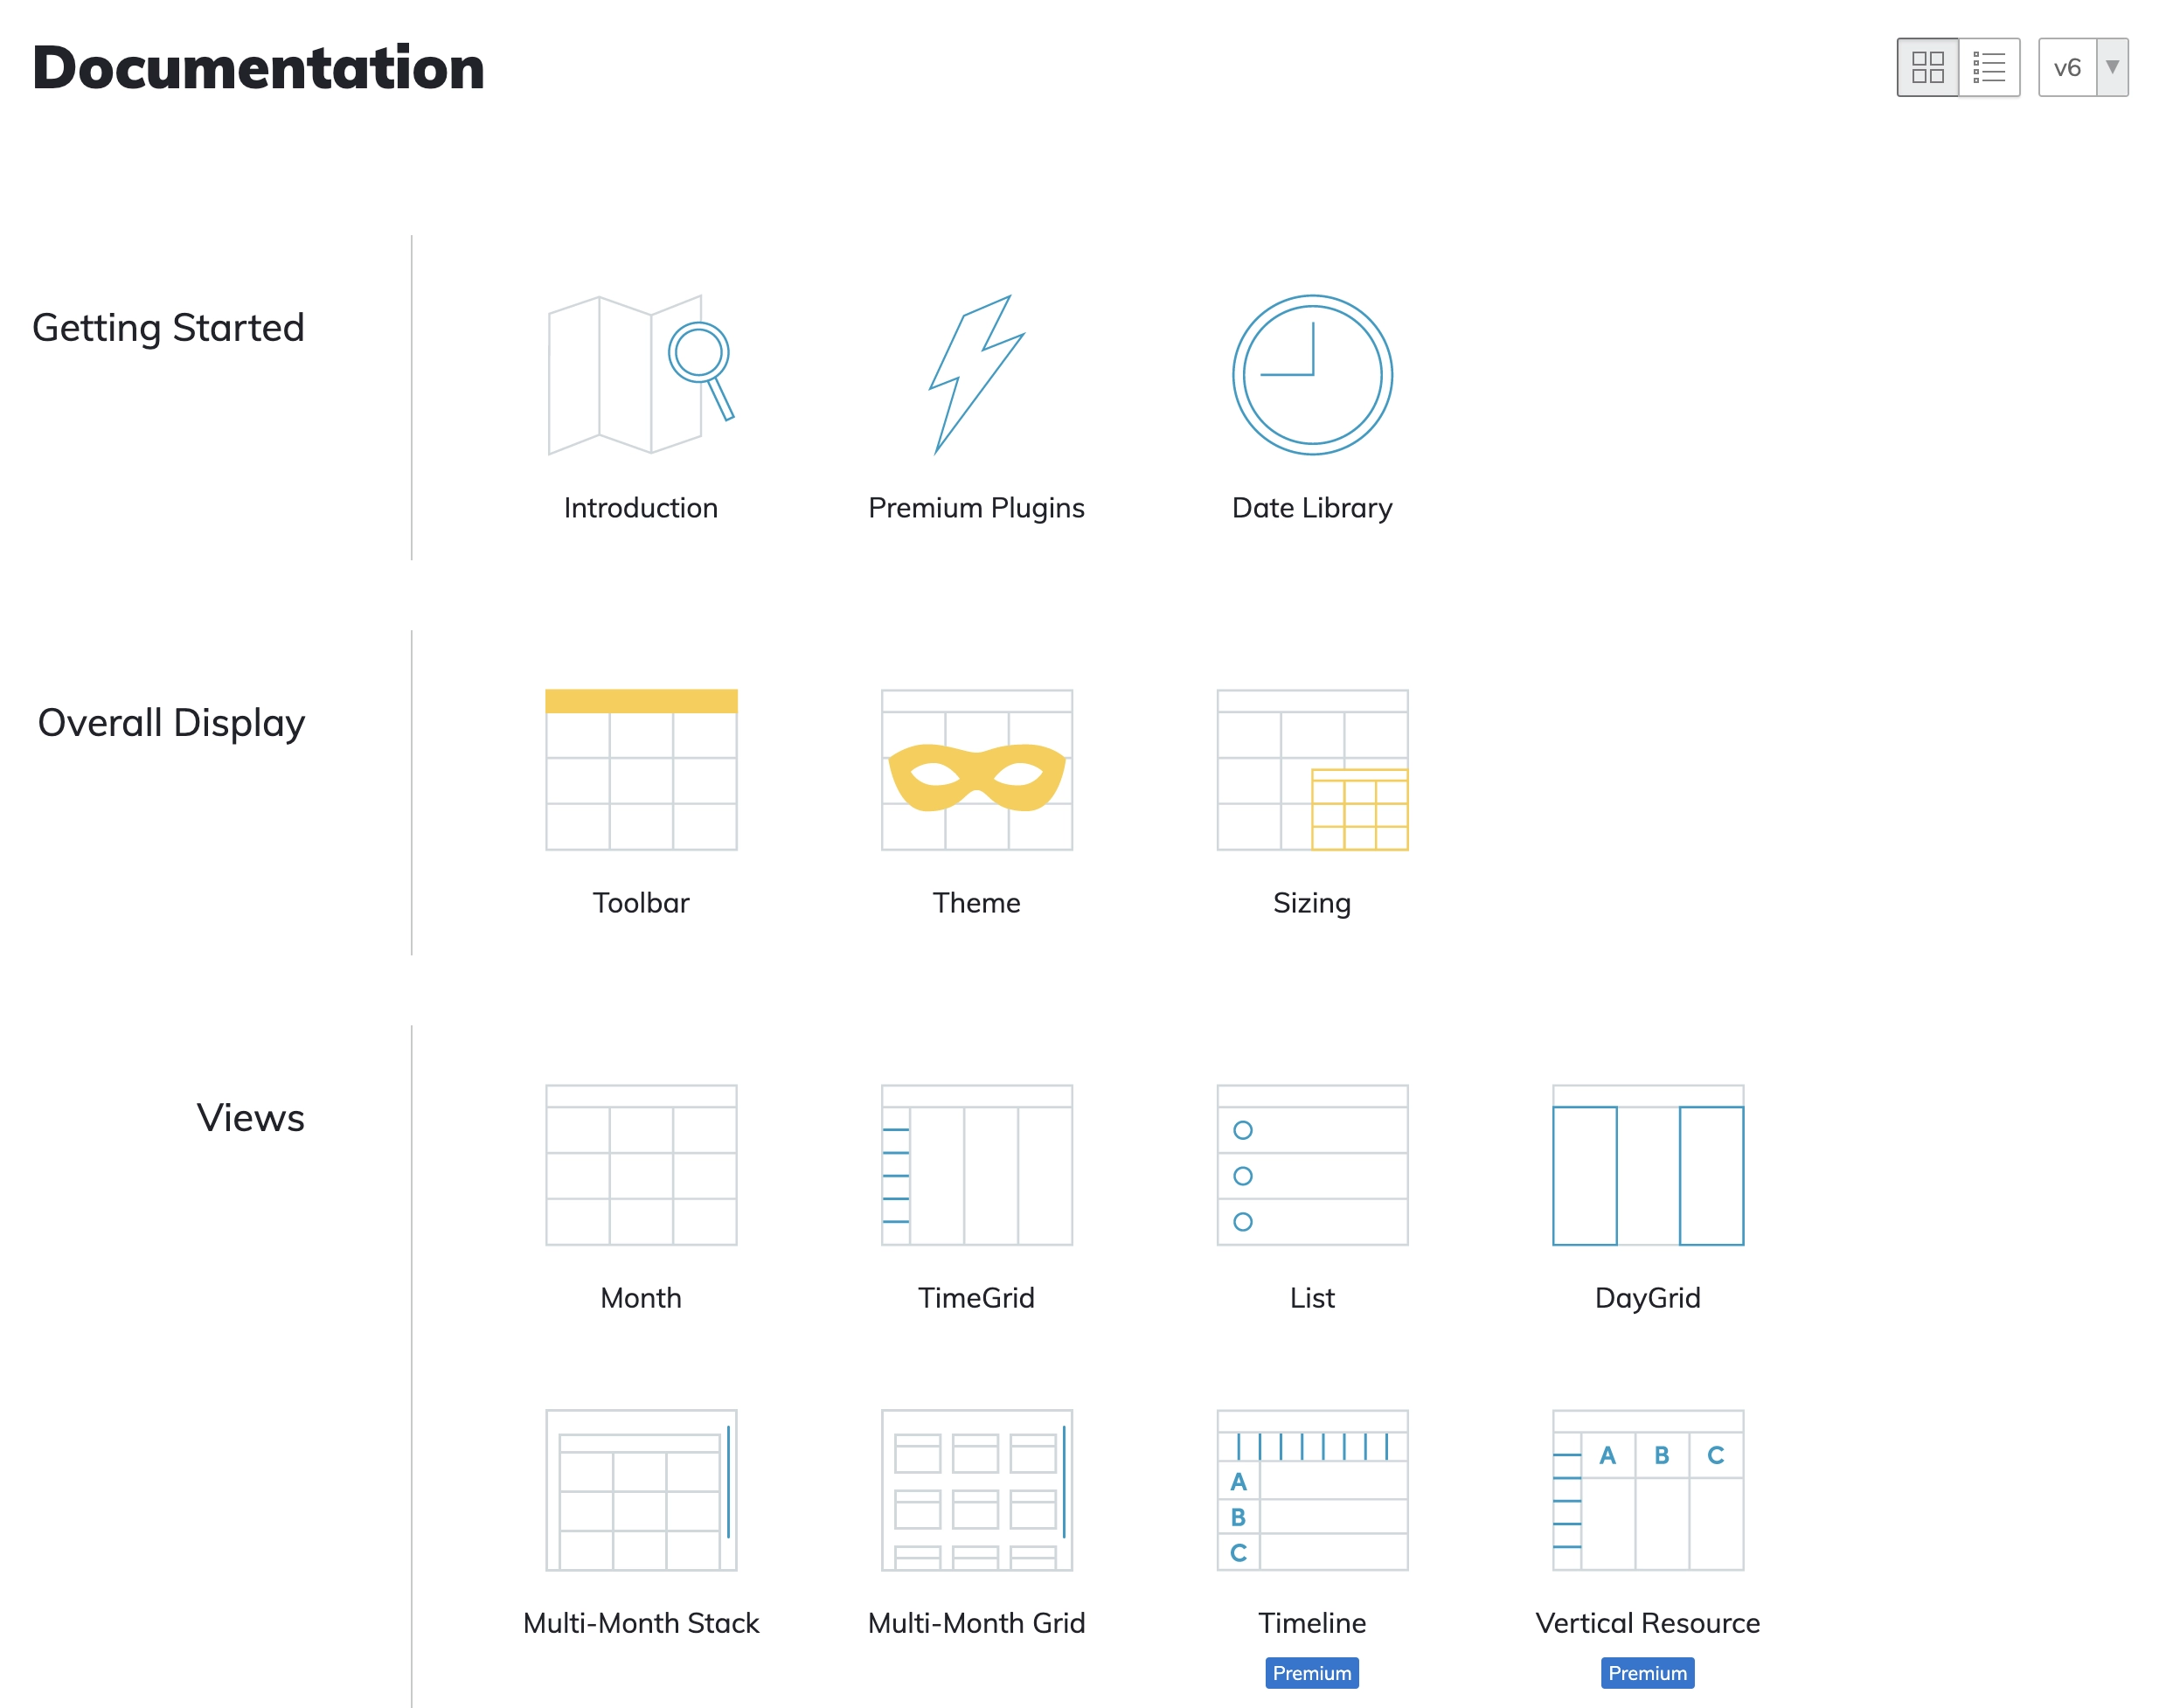 Documentation
v6
Getting Started
Introduction
Premium Plugins
Date Library
Overall Display
Toolbar
Theme
Sizing
Views
Month
TimeGrid
List
DayGrid
A
B
C
A B C
Multi-Month Stack
Multi-Month Grid
Timeline
Premium
Vertical Resource
Premium